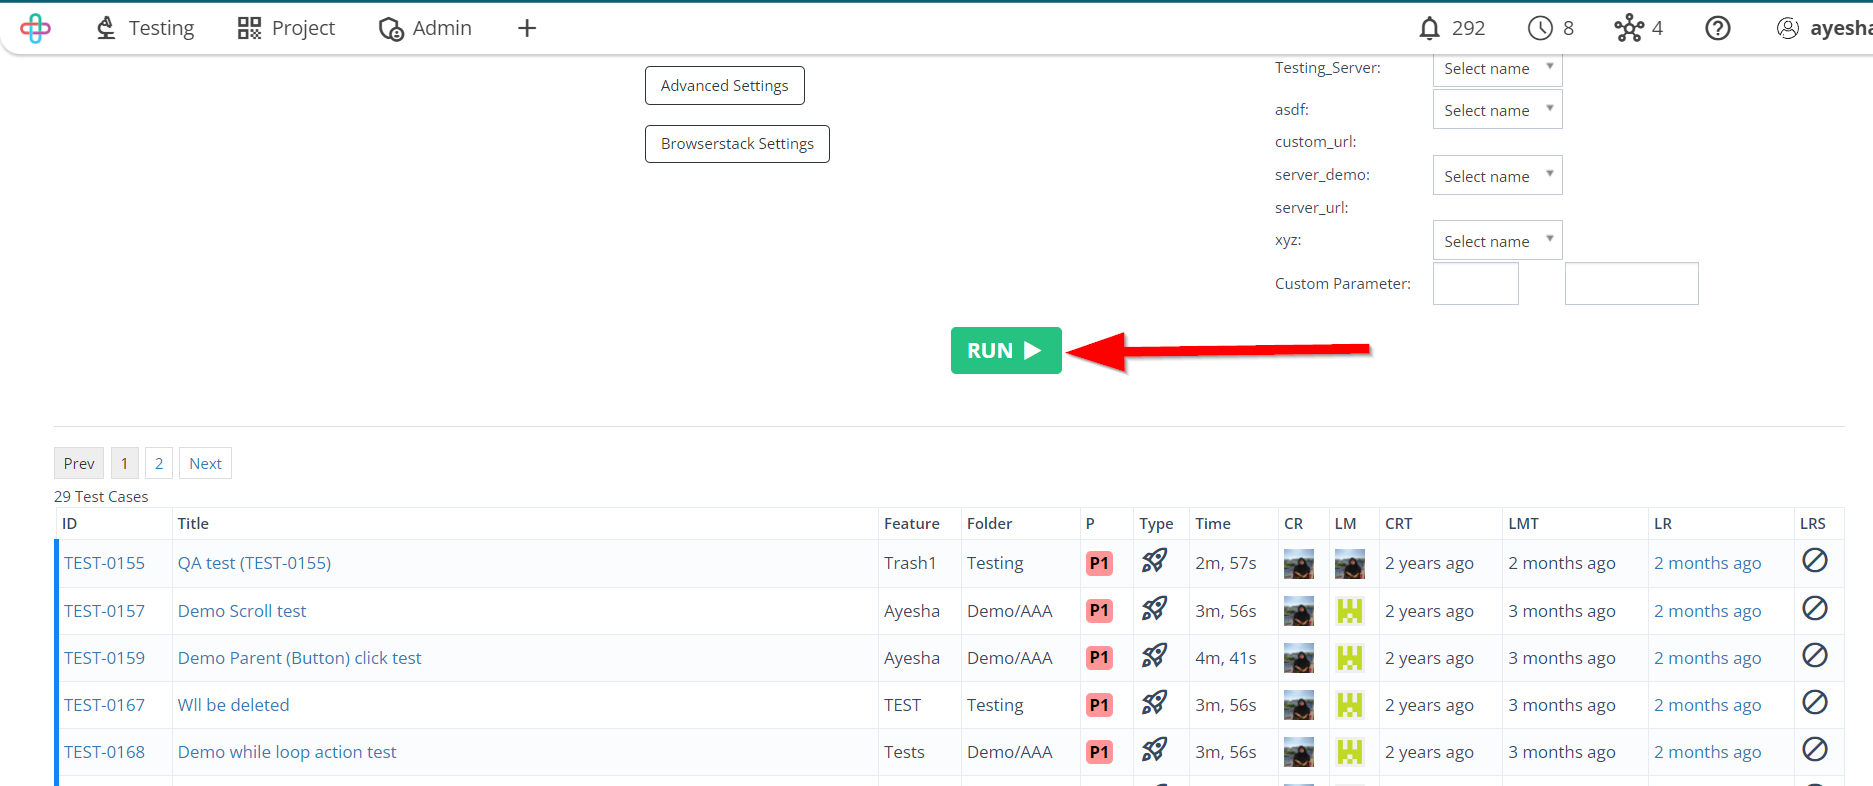 Testing Project Admin 292 8 4 ayesha
Advanced Settings
Browserstack Settings
Testing_Server: Select name
asdf: Select name
custom_url:
server_demo: Select name
server_url:
xyz: Select name
Custom Parameter:
RUN
Prev 1 2 Next
29 Test Cases
ID Title Feature Folder P Type Time CR LM CRT LMT LR LRS
TEST-0155 QA test (TEST-0155) Trash1 Testing P1 2m, 57s 2 years ago 2 months ago 2 months ago
TEST-0157 Demo Scroll test Ayesha Demo/AAA P1 3m, 56s 2 years ago 3 months ago 2 months ago
TEST-0159 Demo Parent (Button) click test Ayesha Demo/AAA P1 4m, 41s 2 years ago 3 months ago 2 months ago
TEST-0167 Wll be deleted TEST Testing P1 3m, 56s 2 years ago 3 months ago 2 months ago
TEST-0168 Demo while loop action test Tests Demo/AAA P1 3m, 56s 2 years ago 3 months ago 2 months ago